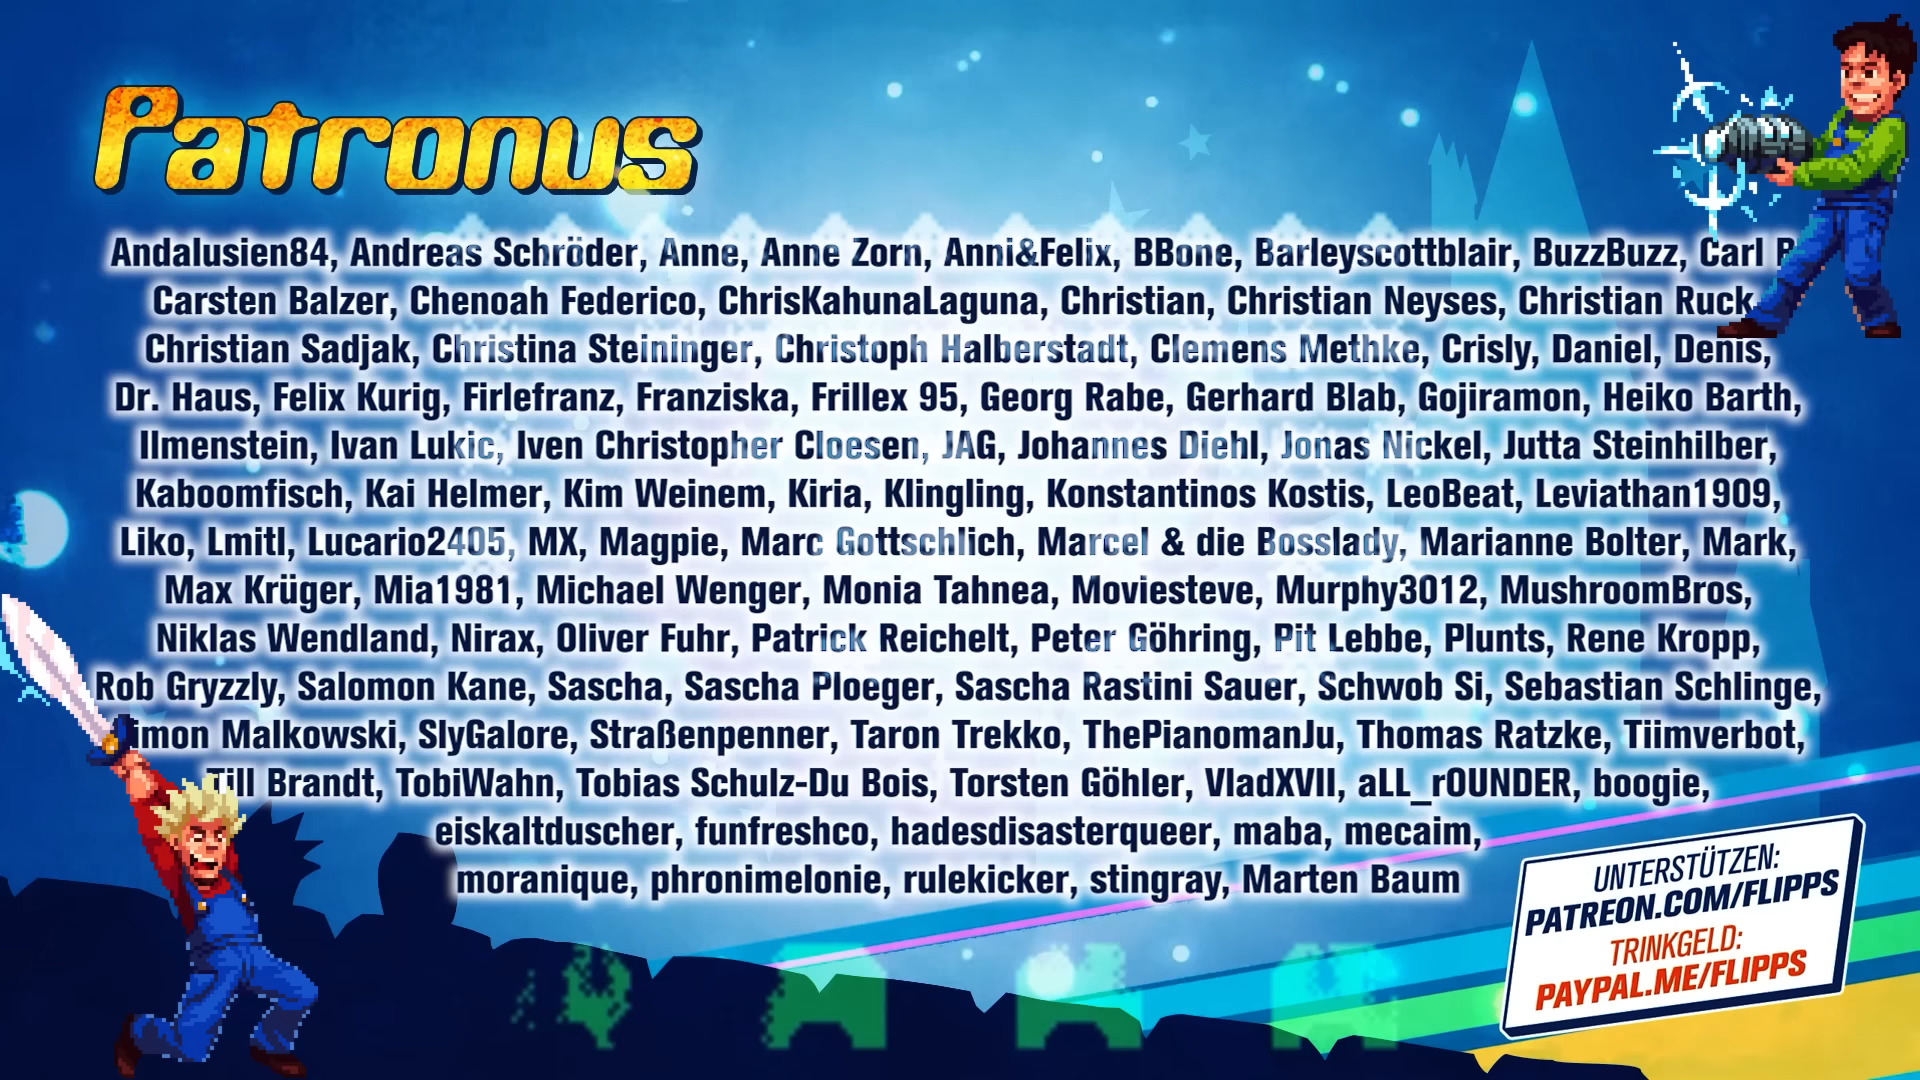 Patronus
Andalusien84, Andreas Schröder, Anne, Anne Zorn, Anni&Felix, BBone, Barleyscottblair, BuzzBuzz, Carl
Carsten Balzer, Chenoah Federico, ChrisKahunaLaguna, Christian, Christian Neyses, Christian Ruck
Christian Sadjak, Christina Steininger, Christoph Halberstadt, Clemens Methke, Crisly, Daniel, Denis,
Dr. Haus, Felix Kurig, Firlefranz, Franziska, Frillex 95, Georg Rabe, Gerhard Blab, Gojiramon, Heiko Barth,
Ilmenstein, Ivan Lukic, Iven Christopher Cloesen, JAG, Johannes Diehl, Jonas Nickel, Jutta Steinhilber,
Kaboomfisch, Kai Helmer, Kim Weinem, Kiria, Klingling, Konstantinos Kostis, LeoBeat, Leviathan1909,
Liko, Lmitl, Lucario2405, MX, Magpie, Marc Gottschlich, Marcel & die Bosslady, Marianne Bolter, Mark,
Max Krüger, Mia1981, Michael Wenger, Monia Tahnea, Moviesteve, Murphy3012, MushroomBros,
Niklas Wendland, Nirax, Oliver Fuhr, Patrick Reichelt, Peter Göhring, Pit Lebbe, Plunts, Rene Kropp,
Rob Gryzzly, Salomon Kane, Sascha, Sascha Ploeger, Sascha Rastini Sauer, Schwob Si, Sebastian Schlinge,
Malkowski, SlyGalore, Straßenpenner, Taron Trekko, ThePianomanJu, Thomas Ratzke, Tiimverbot,
Till Brandt, TobiWahn, Tobias Schulz-Du Bois, Torsten Göhler, VladXVII, aLL_rOUNDER, boogie,
eiskaltduscher, funfreshco, hadesdisasterqueer, maba, mecaim,
moranique, phronimelonie, rulekicker, stingray, Marten Baum
UNTERSTÜTZEN:
PATREON.COM/FLIPPS
TRINKGELD:
PAYPAL.ME/FLIPPS